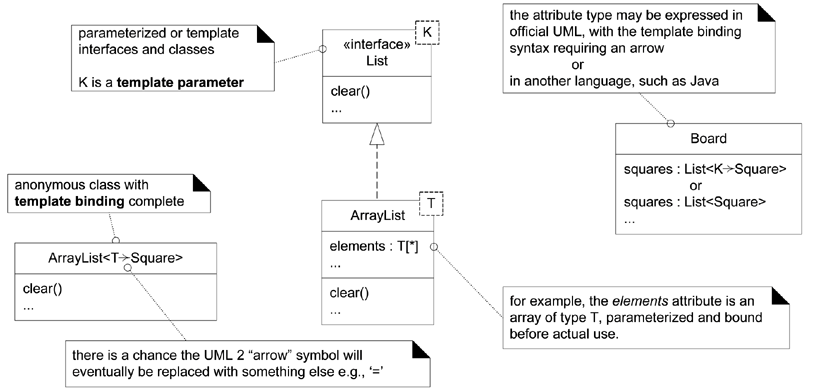 parameterized or template
interfaces and classes
K is a template parameter
K
«interface»
List
clear()
...
the attribute type may be expressed in
official UML, with the template binding
syntax requiring an arrow
or
in another language, such as Java
Board
squares : List<K→Square>
or
squares : List<Square>
...
anonymous class with
template binding complete
ArrayList<T→Square>
clear()
...
T
ArrayList
elements : T[*]
...
clear()
...
for example, the elements attribute is an
array of type T, parameterized and bound
before actual use.
there is a chance the UML 2 “arrow” symbol will
eventually be replaced with something else e.g., ‘=’